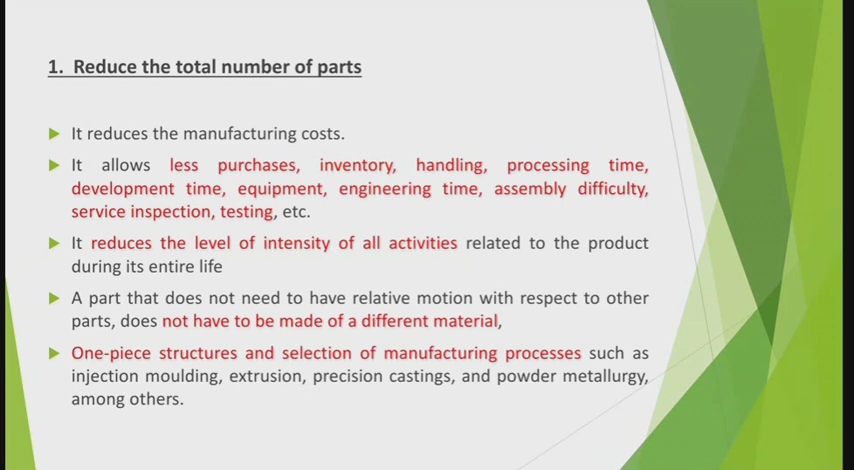 1. Reduce the total number of parts
It reduces the manufacturing costs.
It allows less purchases, inventory, handling, processing time,
development time, equipment, engineering time, assembly difficulty,
service inspection, testing, etc.
It reduces the level of intensity of all activities related to the product
during its entire life
A part that does not need to have relative motion with respect to other
parts, does not have to be made of a different material,
One-piece structures and selection of manufacturing processes such as
injection moulding, extrusion, precision castings, and powder metallurgy,
among others.